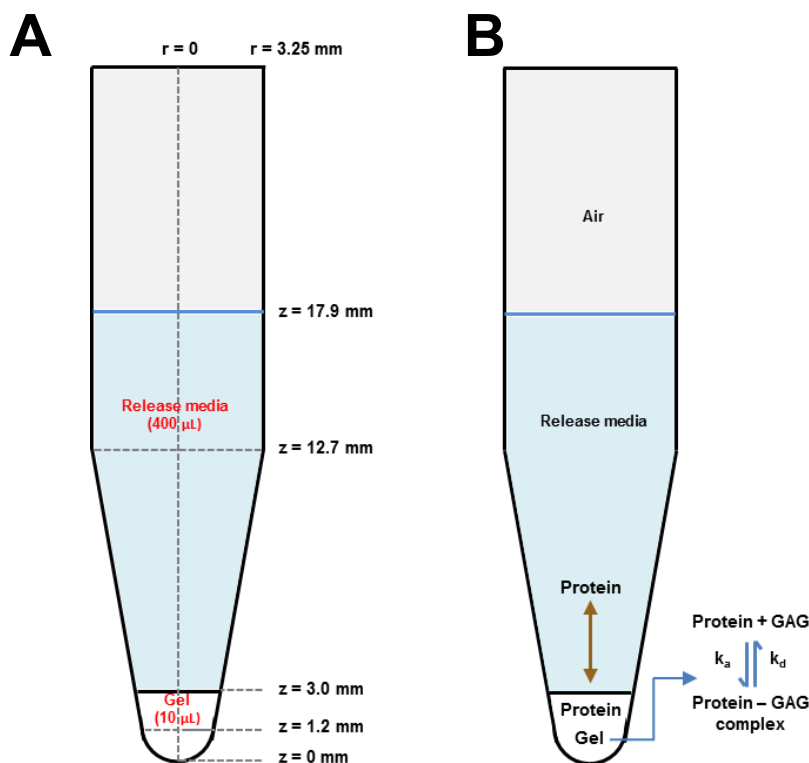 A
r = 0
r = 3.25 mm
z = 17.9 mm
Release media
(400 µL)
z = 12.7 mm
z = 3.0 mm
Gel
(10 µL)
z = 1.2 mm
z = 0 mm
B
Air
Release media
Protein
Protein
Gel
Protein + GAG
ka
kd
Protein – GAG
complex